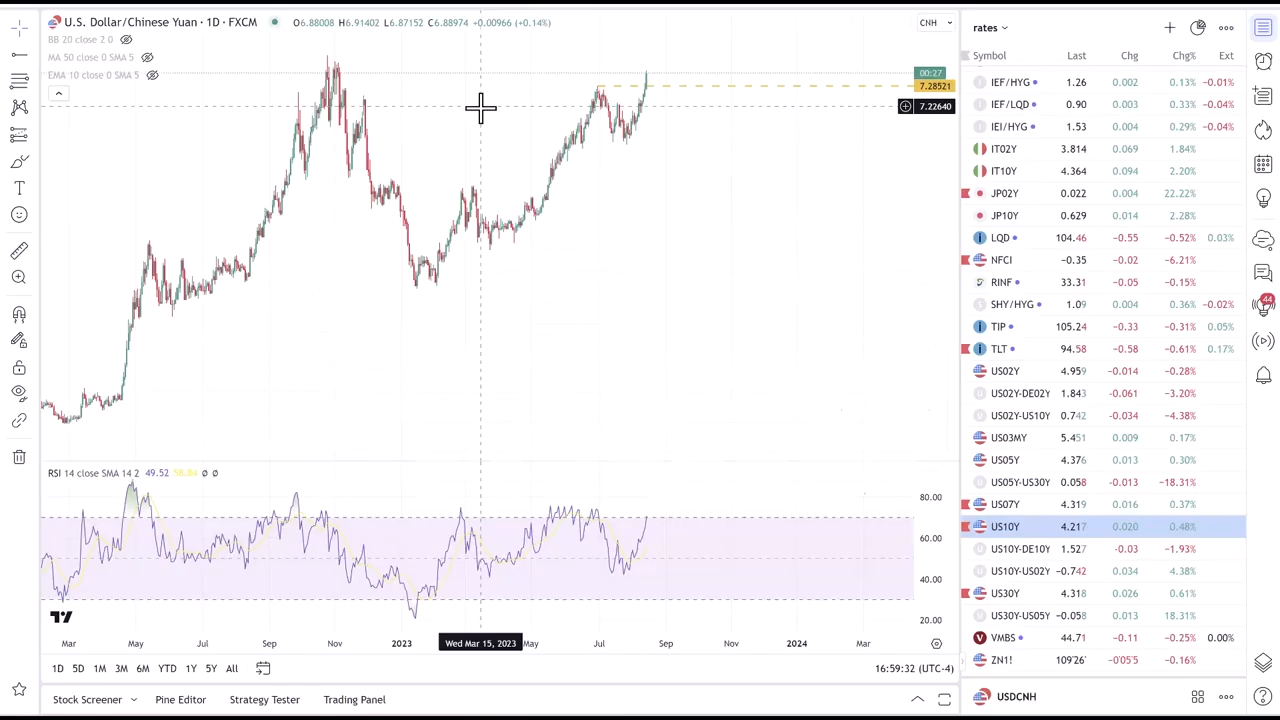 U.S. Dollar/Chinese Yuan · 1D · FXCM O6.88008 H6.91402 L6.87152 C6.88974 +0.00966 (+0.14%)
BB 20 close 2 0
MA 50 close 0 SMA 5
EMA 10 close 0 SMA 5
CNH
00:27
7.28521
7.22640
RSI 14 close SMA 14 2 49.52 58.04 Ø Ø
80.00
60.00
40.00
20.00
Mar May Jul Sep Nov 2023 Wed Mar 15, 2023 May Jul Sep Nov 2024 Mar
1D 5D 1M 3M 6M YTD 1Y 5Y All 16:59:32 (UTC-4)
Stock Screener Pine Editor Strategy Tester Trading Panel
rates
Symbol Last Chg Chg% Ext
IEF/HYG 1.26 0.002 0.13% −0.01%
IEF/LQD 0.90 0.003 0.33% −0.04%
IEI/HYG 1.53 0.004 0.29% −0.04%
IT02Y 3.814 0.069 1.84%
IT10Y 4.364 0.094 2.20%
JP02Y 0.022 0.004 22.22%
JP10Y 0.629 0.014 2.28%
LQD 104.46 −0.55 −0.52% 0.03%
NFCI −0.35 −0.02 −6.21%
RINF 33.31 −0.05 −0.15%
SHY/HYG 1.09 0.004 0.36% −0.02%
TIP 105.24 −0.33 −0.31% 0.05%
TLT 94.58 −0.58 −0.61% 0.17%
US02Y 4.959 −0.014 −0.28%
US02Y-DE02Y 1.843 −0.061 −3.20%
US02Y-US10Y 0.742 −0.034 −4.38%
US03MY 5.451 0.009 0.17%
US05Y 4.376 0.013 0.30%
US05Y-US30Y 0.058 −0.013 −18.31%
US07Y 4.319 0.016 0.37%
US10Y 4.217 0.020 0.48%
US10Y-DE10Y 1.527 −0.03 −1.93%
US10Y-US02Y −0.742 0.034 4.38%
US30Y 4.318 0.026 0.61%
US30Y-US05Y −0.058 0.013 18.31%
VMBS 44.71 −0.11 −0.25% 0.00%
ZN1! 109'26' −0'05'5 −0.16%
USDCNH
44